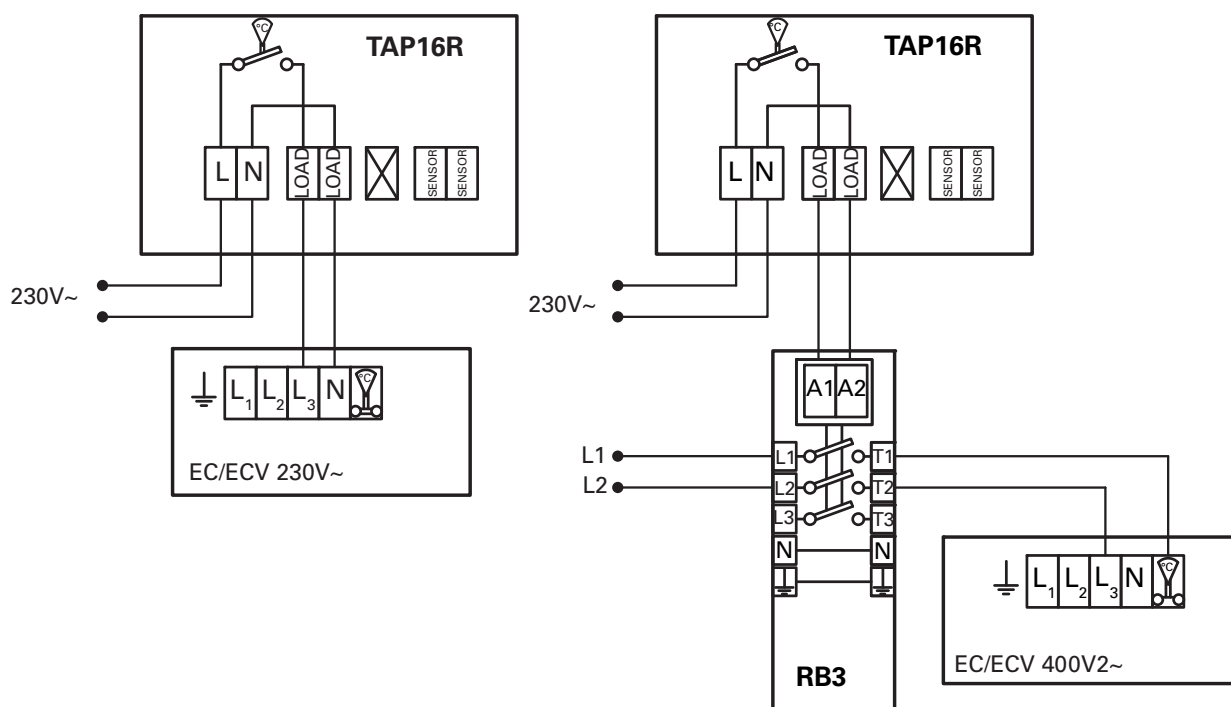 °C
TAP16R
L N LOAD LOAD SENSOR SENSOR
230V~
°C
L1 L2 L3 N
EC/ECV 230V~
°C
TAP16R
L N LOAD LOAD SENSOR SENSOR
230V~
A1 A2
L1 L1 T1
L2 L2 T2
L3 T3
N N
RB3
°C
L1 L2 L3 N
EC/ECV 400V2~